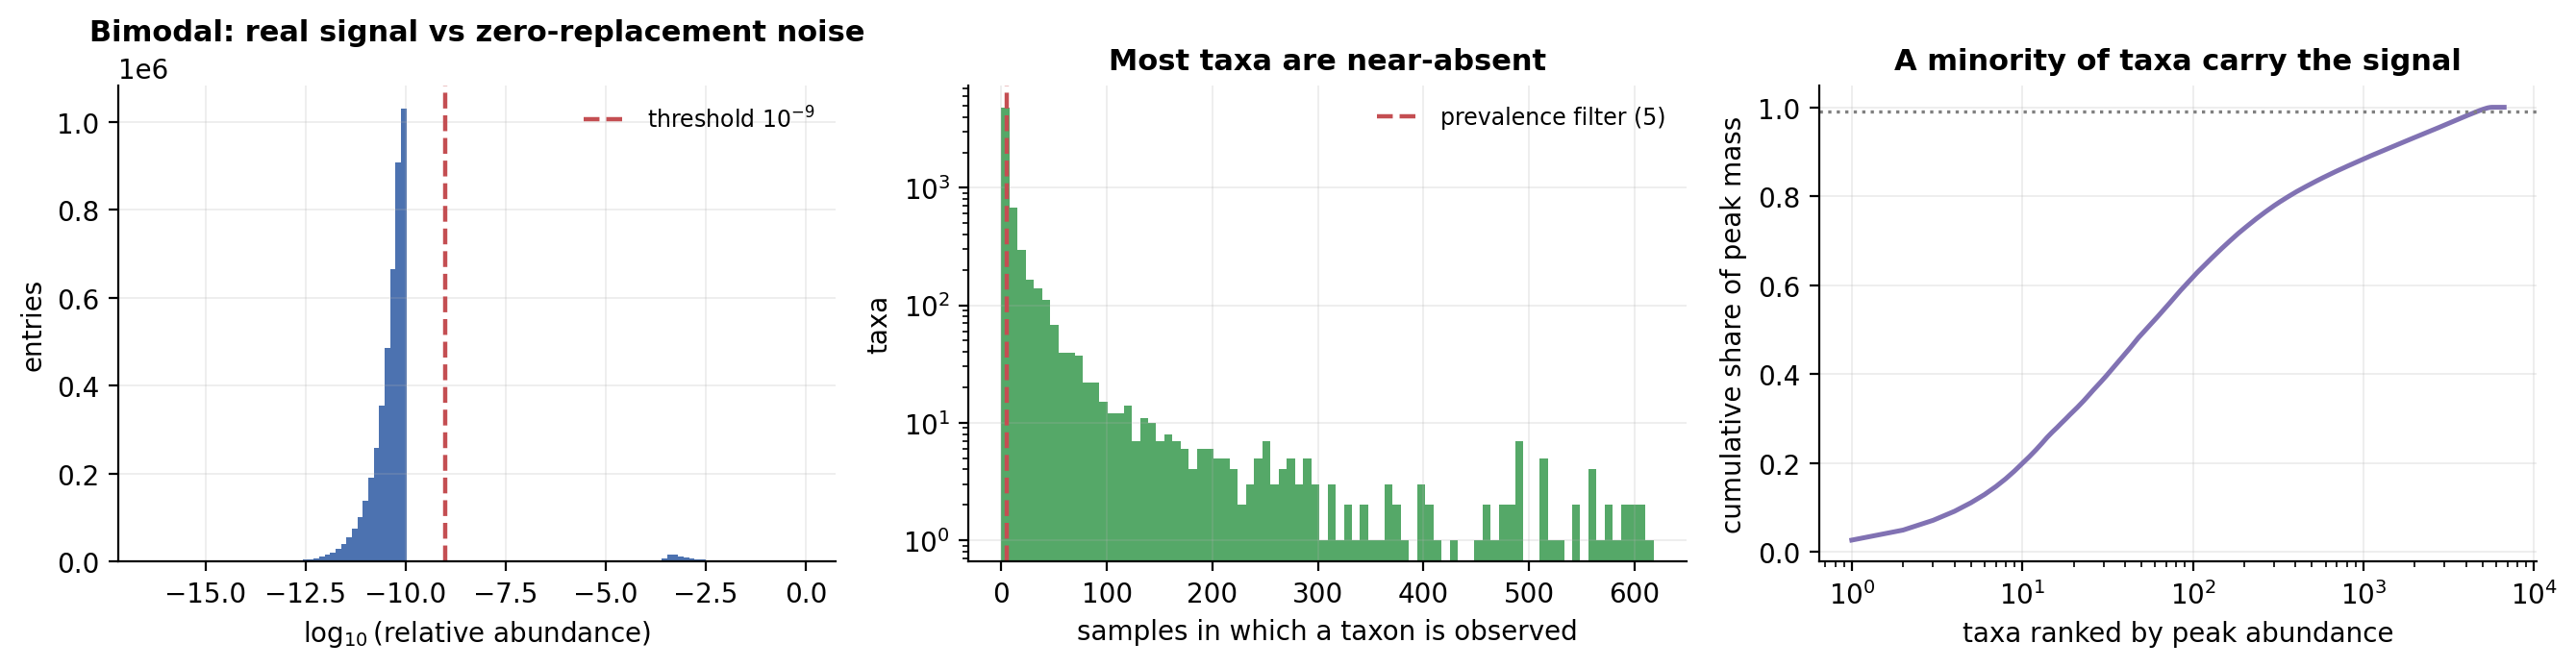 Bimodal: real signal vs zero-replacement noise
1e6
threshold 10⁻⁹
1.0
0.8
0.6
0.4
0.2
0.0
entries
−15.0 −12.5 −10.0 −7.5 −5.0 −2.5 0.0
log₁₀(relative abundance)
Most taxa are near-absent
prevalence filter (5)
10³
10²
10¹
10⁰
taxa
0 100 200 300 400 500 600
samples in which a taxon is observed
A minority of taxa carry the signal
1.0
0.8
0.6
0.4
0.2
0.0
cumulative share of peak mass
10⁰ 10¹ 10² 10³ 10⁴
taxa ranked by peak abundance